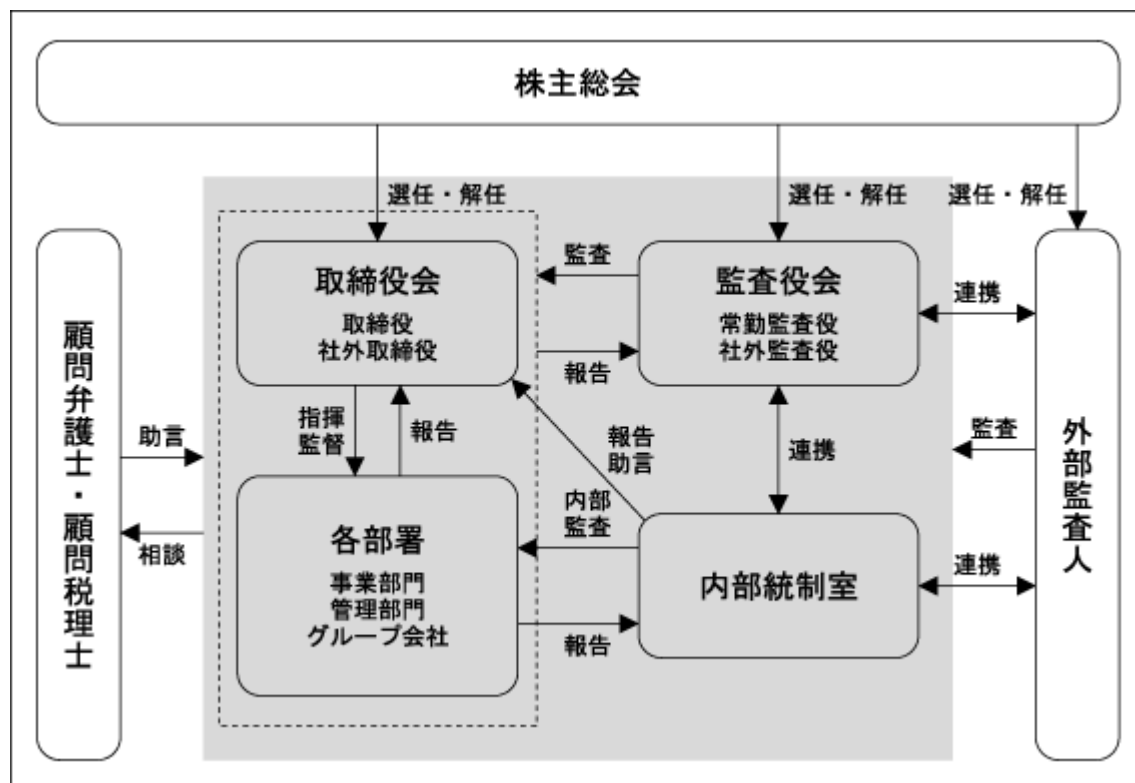 株主総会
選任・解任
選任・解任
選任・解任
取締役会
取締役
社外取締役
監査
報告
監査役会
常勤監査役
社外監査役
連携
顧問弁護士・顧問税理士
助言
相談
指揮
監督
報告
報告
助言
連携
監査
外部監査人
各部署
事業部門
管理部門
グループ会社
内部
監査
報告
内部統制室
連携